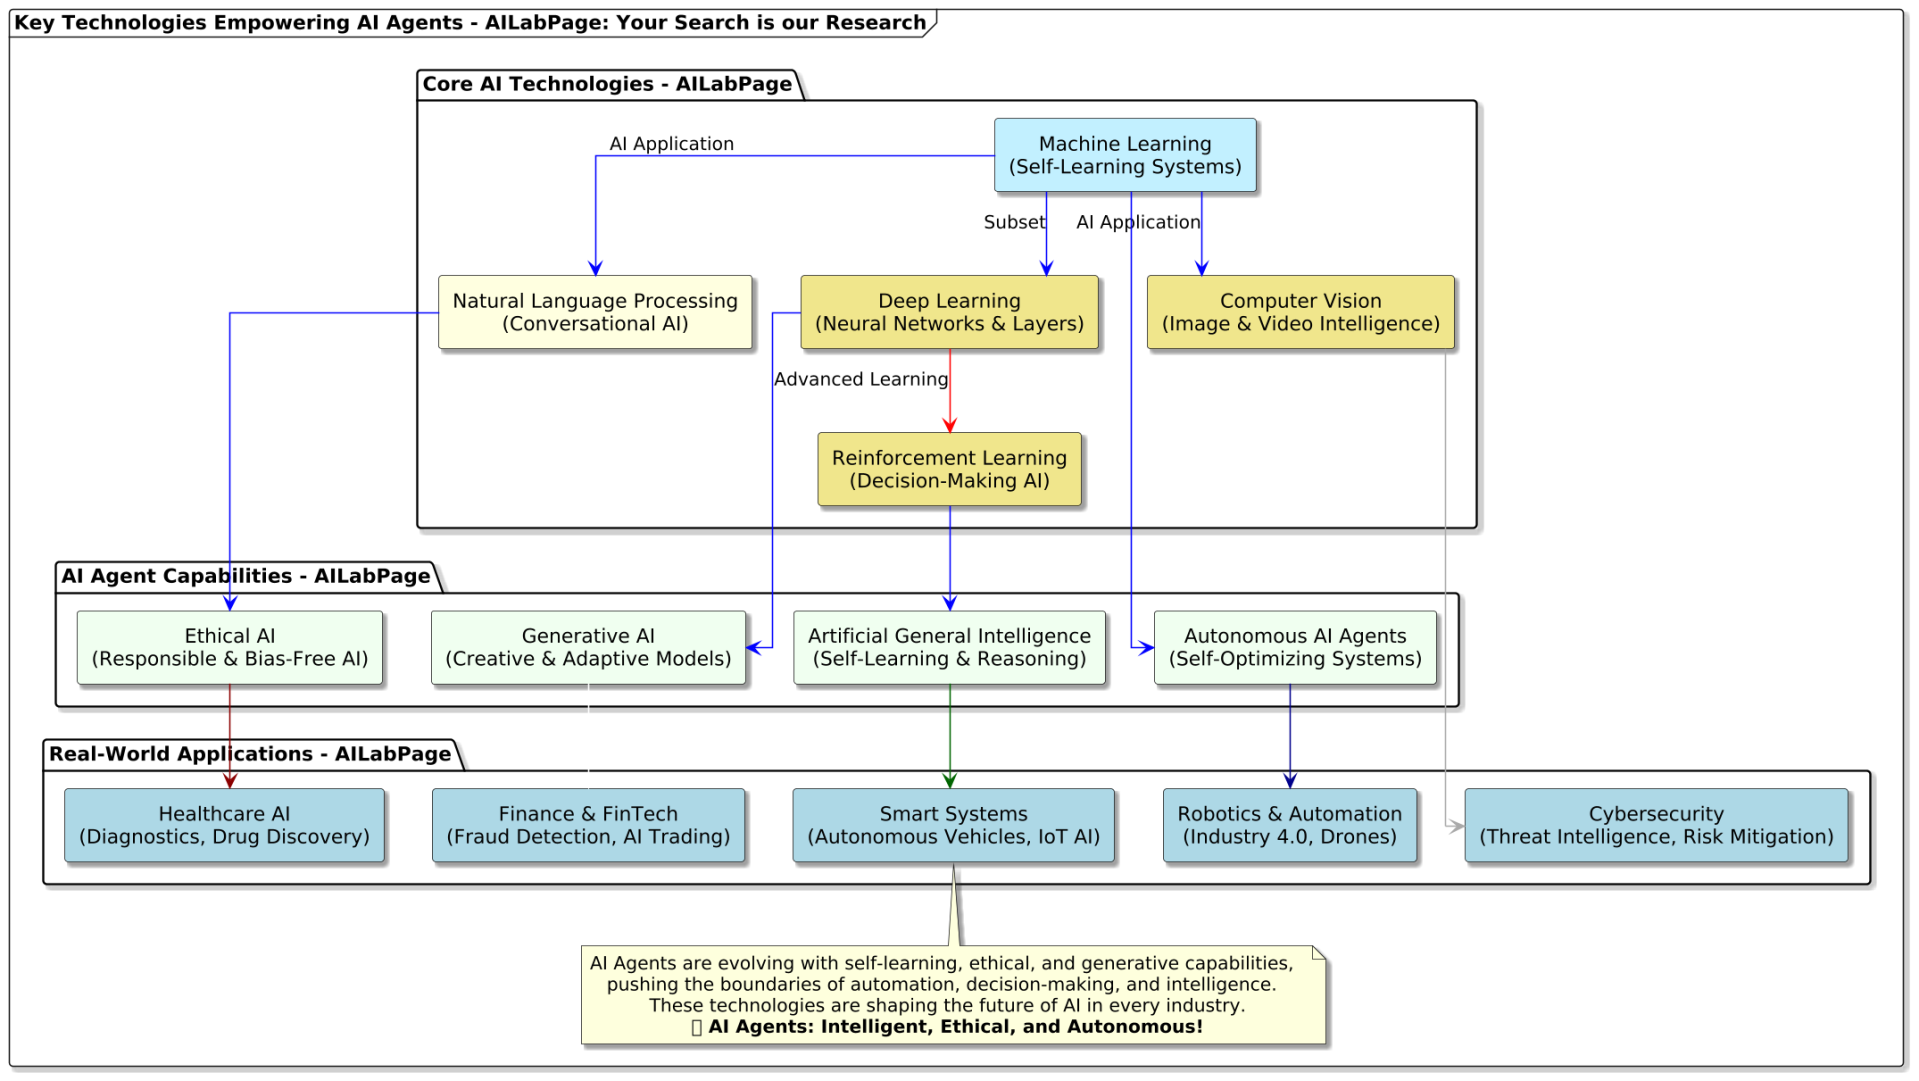 Key Technologies Empowering AI Agents - AILabPage: Your Search is our Research
Core AI Technologies - AILabPage
Machine Learning
(Self-Learning Systems)
AI Application
Subset
AI Application
Natural Language Processing
(Conversational AI)
Deep Learning
(Neural Networks & Layers)
Computer Vision
(Image & Video Intelligence)
Advanced Learning
Reinforcement Learning
(Decision-Making AI)
AI Agent Capabilities - AILabPage
Ethical AI
(Responsible & Bias-Free AI)
Generative AI
(Creative & Adaptive Models)
Artificial General Intelligence
(Self-Learning & Reasoning)
Autonomous AI Agents
(Self-Optimizing Systems)
Real-World Applications - AILabPage
Healthcare AI
(Diagnostics, Drug Discovery)
Finance & FinTech
(Fraud Detection, AI Trading)
Smart Systems
(Autonomous Vehicles, IoT AI)
Robotics & Automation
(Industry 4.0, Drones)
Cybersecurity
(Threat Intelligence, Risk Mitigation)
AI Agents are evolving with self-learning, ethical, and generative capabilities,
pushing the boundaries of automation, decision-making, and intelligence.
These technologies are shaping the future of AI in every industry.
AI Agents: Intelligent, Ethical, and Autonomous!